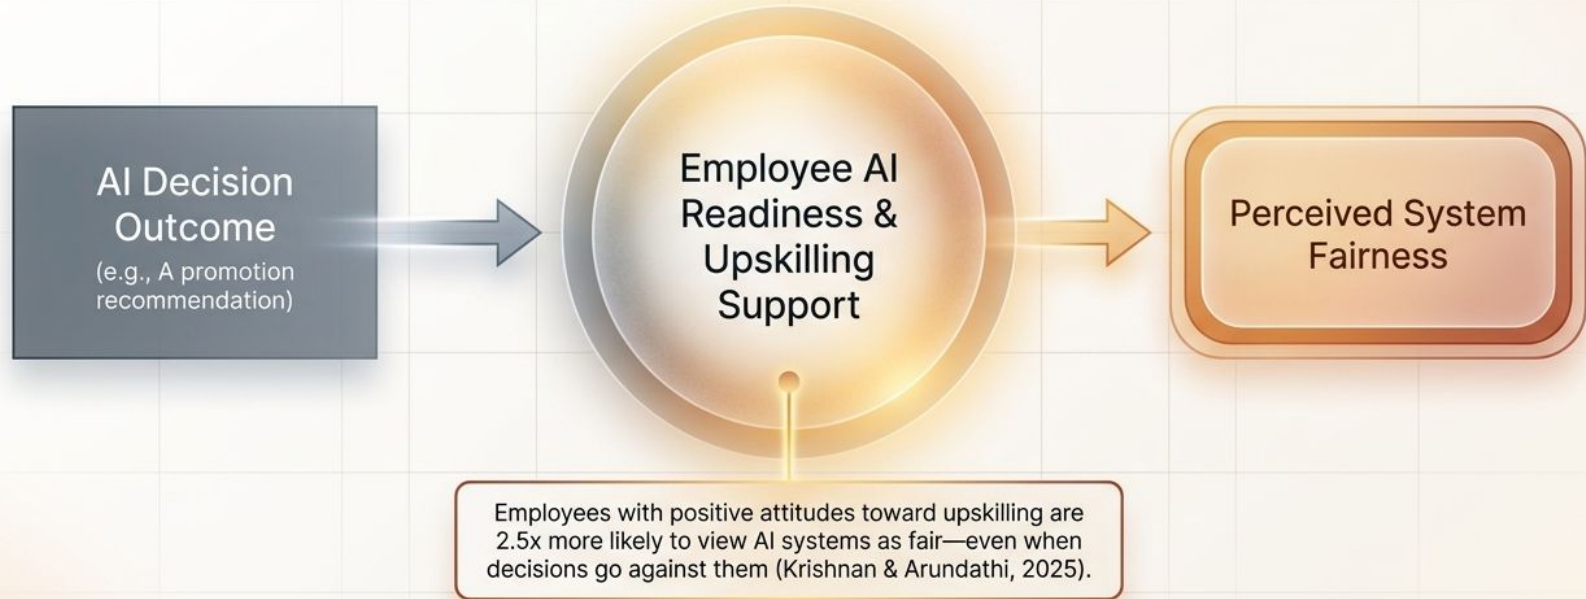 AI Decision
Outcome
(e.g., A promotion
recommendation)
Employee AI
Readiness &
Upskilling
Support
Perceived System
Fairness
Employees with positive attitudes toward upskilling are
2.5x more likely to view AI systems as fair—even when
decisions go against them (Krishnan & Arundathi, 2025).